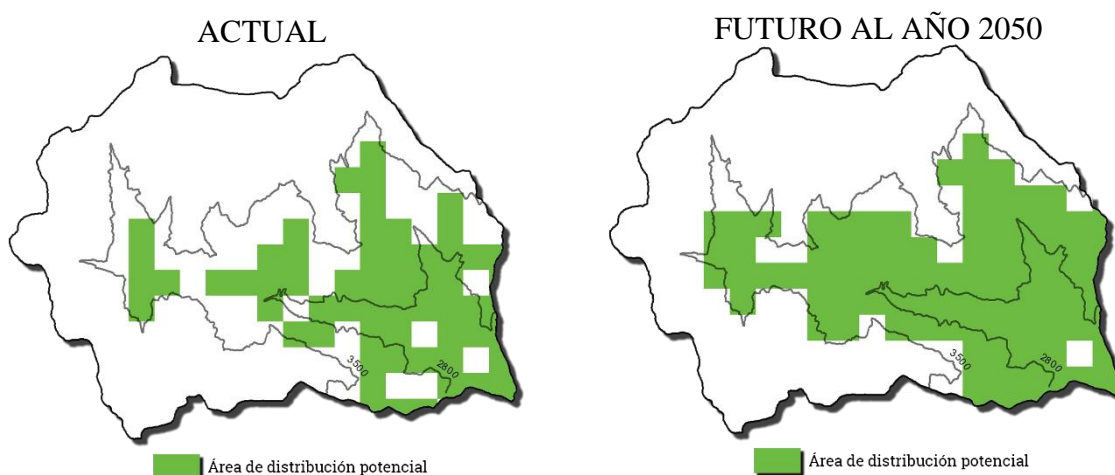 ACTUAL
FUTURO AL AÑO 2050
3500
2800
3500
2800
Área de distribución potencial
Área de distribución potencial